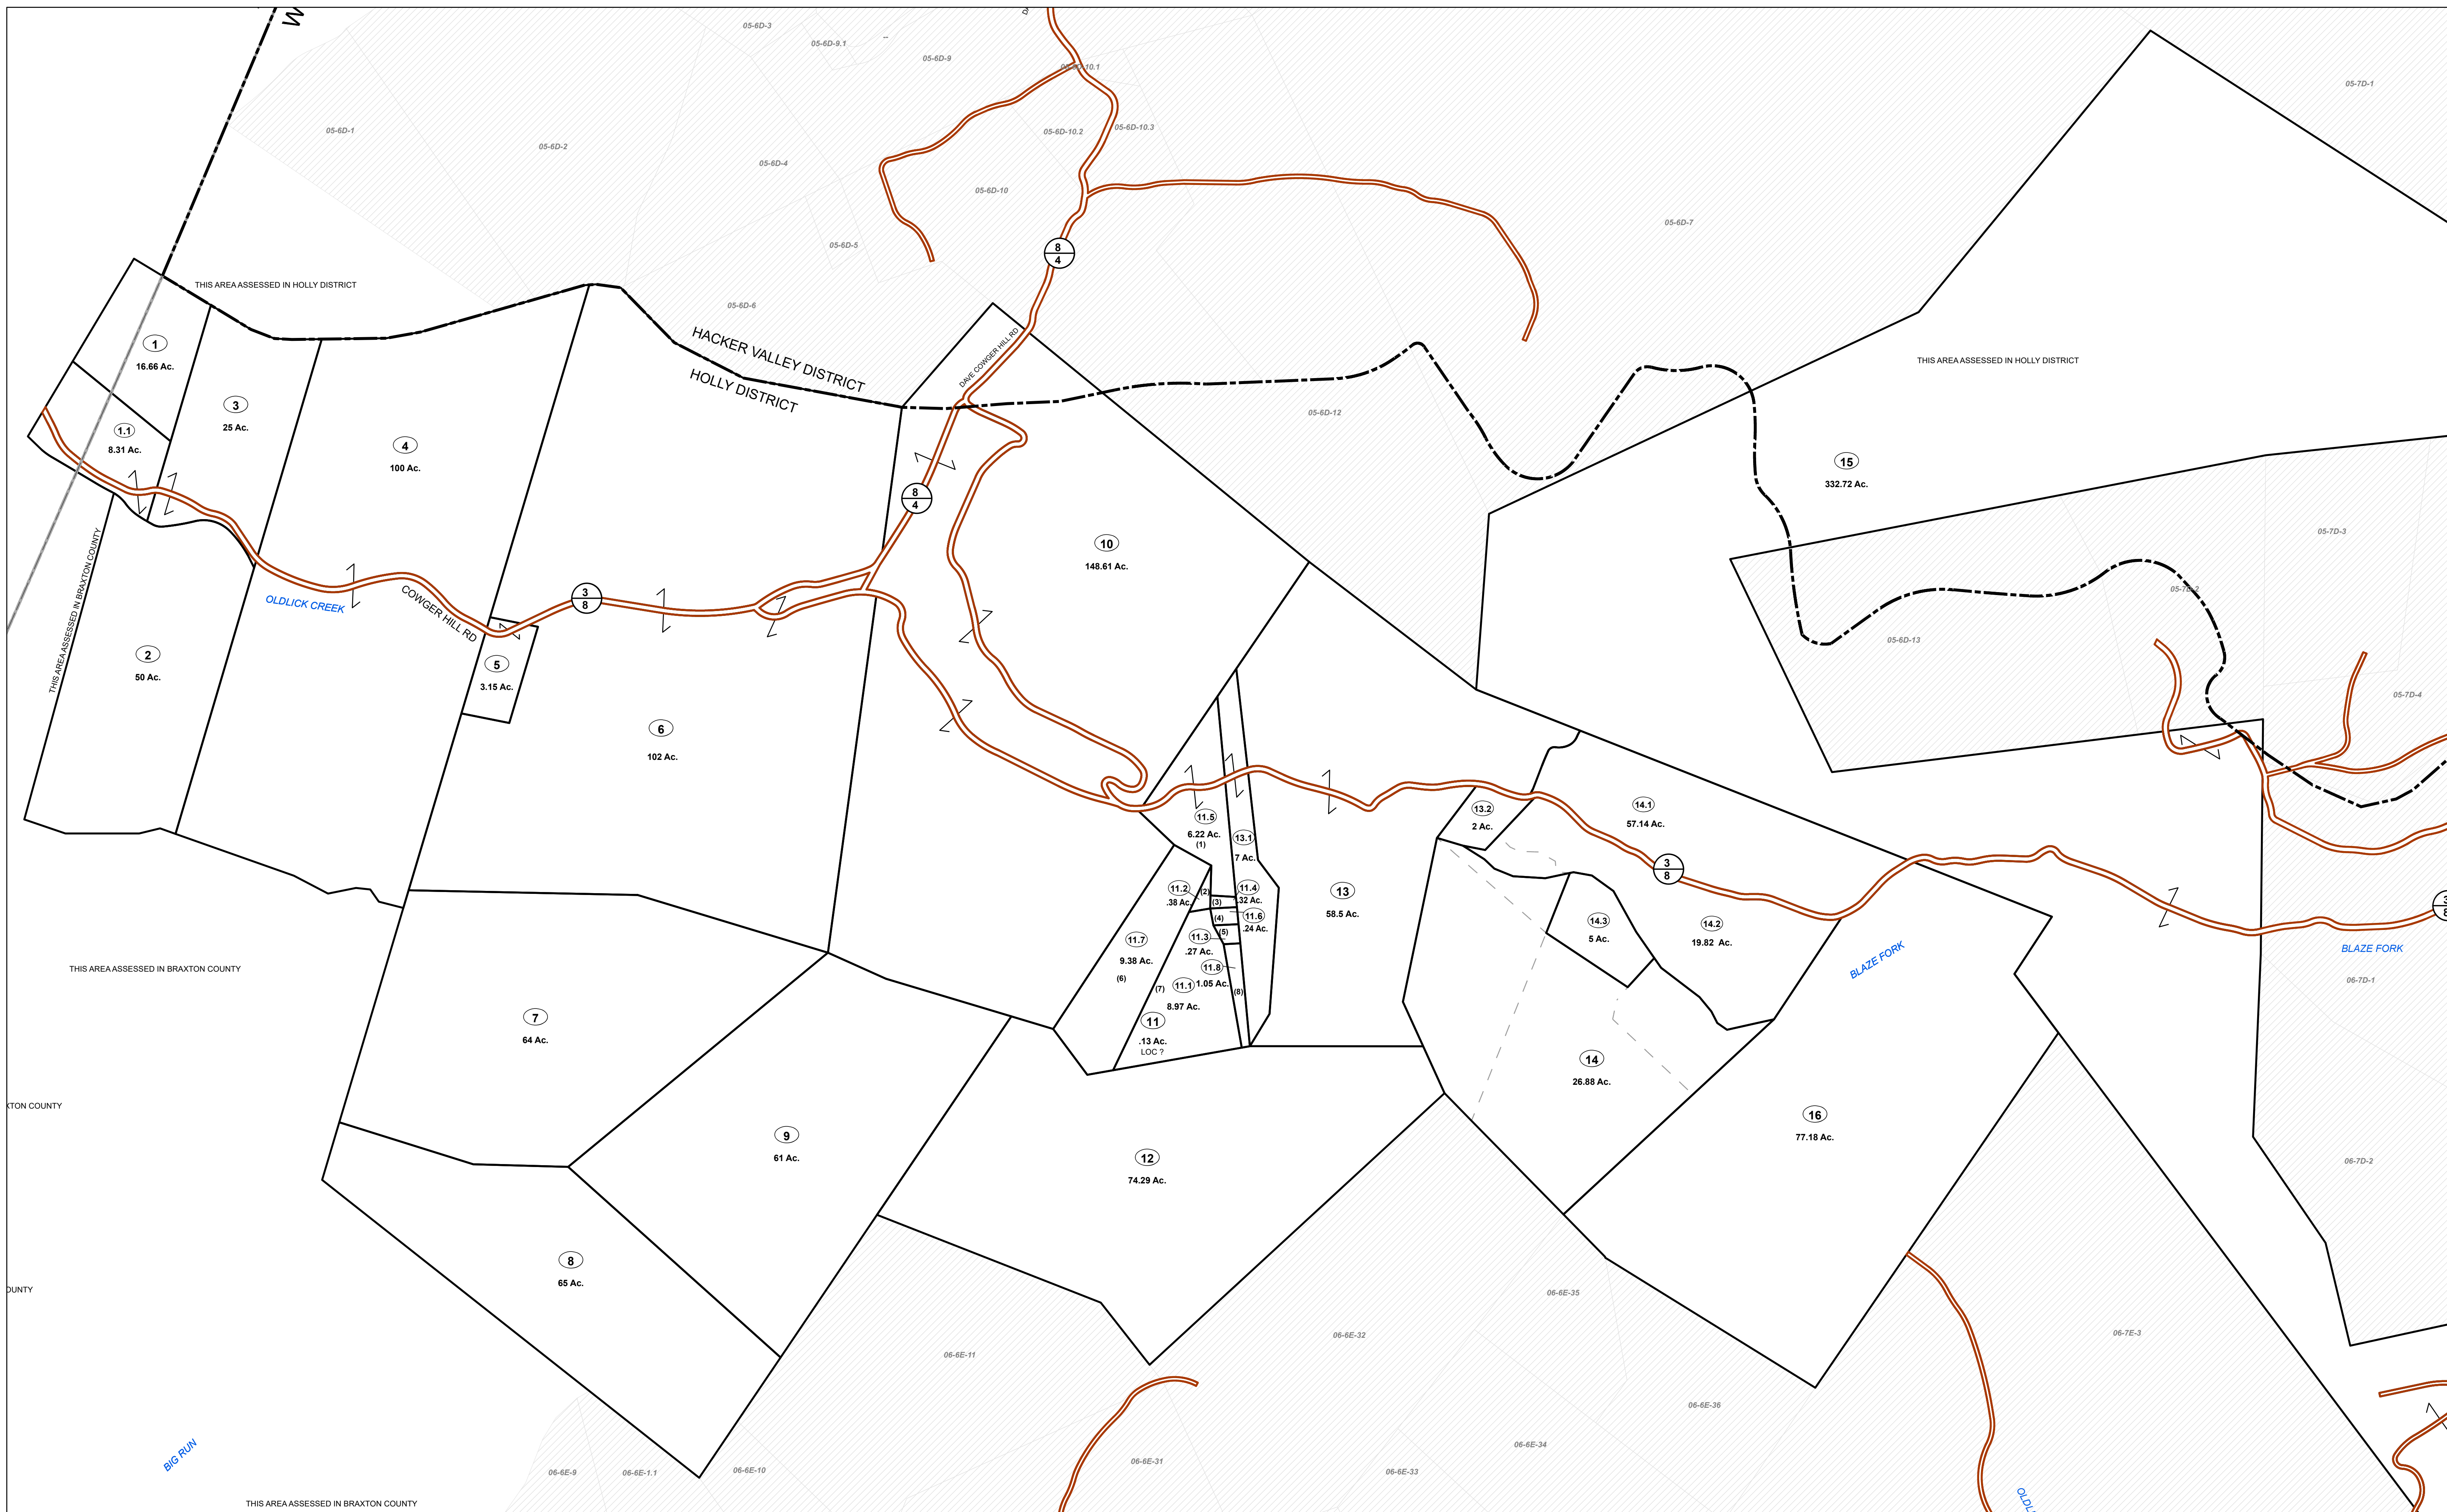 W
05-6D-3
05-6D-9.1
--
05-6D-9
05-6D-10.1
05-7D-1
05-6D-1
05-6D-2
05-6D-4
05-6D-10.2
05-6D-10.3
05-6D-10
05-6D-7
05-6D-5
8
4
THIS AREA ASSESSED IN HOLLY DISTRICT
05-6D-6
HACKER VALLEY DISTRICT
HOLLY DISTRICT
DAVE COWGER HILL RD
1
16.66 Ac.
THIS AREA ASSESSED IN HOLLY DISTRICT
3
25 Ac.
05-6D-12
1.1
8.31 Ac.
4
100 Ac.
15
332.72 Ac.
8
4
10
148.61 Ac.
05-7D-3
05-7D-2
THIS AREA ASSESSED IN BRAXTON COUNTY
OLDLICK CREEK
COWGER HILL RD
3
8
05-6D-13
2
50 Ac.
5
3.15 Ac.
05-7D-4
6
102 Ac.
11.5
6.22 Ac.
(1)
13.1
7 Ac.
13.2
2 Ac.
14.1
57.14 Ac.
3
8
11.2
.38 Ac.
(2)
11.4
.32 Ac.
(3)
13
58.5 Ac.
(4)
11.6
.24 Ac.
(5)
11.3
.27 Ac.
14.3
5 Ac.
14.2
19.82 Ac.
3
8
11.7
9.38 Ac.
(6)
11.8
1.05 Ac.
(7)
11.1
8.97 Ac.
(8)
BLAZE FORK
BLAZE FORK
THIS AREA ASSESSED IN BRAXTON COUNTY
06-7D-1
11
.13 Ac.
LOC ?
7
64 Ac.
14
26.88 Ac.
XTON COUNTY
16
77.18 Ac.
9
61 Ac.
12
74.29 Ac.
06-7D-2
8
65 Ac.
OUNTY
06-6E-35
06-6E-32
06-7E-3
06-6E-11
06-6E-36
BIG RUN
06-6E-34
06-6E-9
06-6E-1.1
06-6E-10
06-6E-31
06-6E-33
THIS AREA ASSESSED IN BRAXTON COUNTY